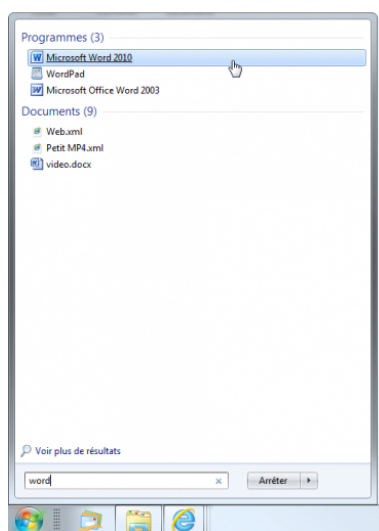 Programmes (3)
Microsoft Word 2010
WordPad
Microsoft Office Word 2003
Documents (9)
Web.xml
Petit MP4.xml
video.docx
Voir plus de résultats
word
Arrêter